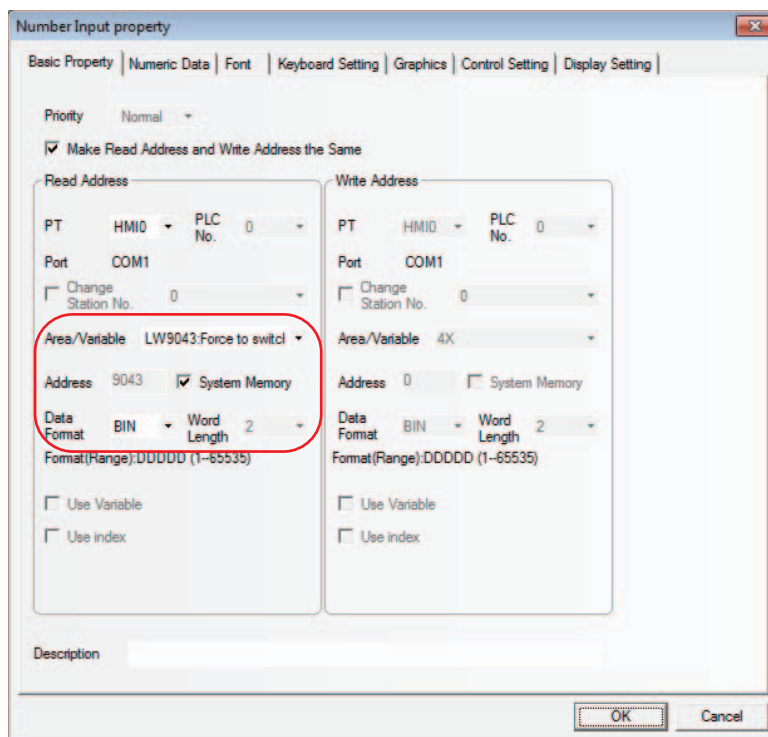 Number Input property
Basic Property Numeric Data Font Keyboard Setting Graphics Control Setting Display Setting
Priority Normal
Make Read Address and Write Address the Same
Read Address
PT HMI0 PLC No. 0
Port COM1
Change Station No. 0
Area/Variable LW9043:Force to switcl
Address 9043 System Memory
Data Format BIN Word Length 2
Format(Range):DDDDD (1--65535)
Use Variable
Use index
Write Address
PT HMI0 PLC No. 0
Port COM1
Change Station No. 0
Area/Variable 4X
Address 0 System Memory
Data Format BIN Word Length 2
Format(Range):DDDDD (1--65535)
Use Variable
Use index
Description
OK Cancel